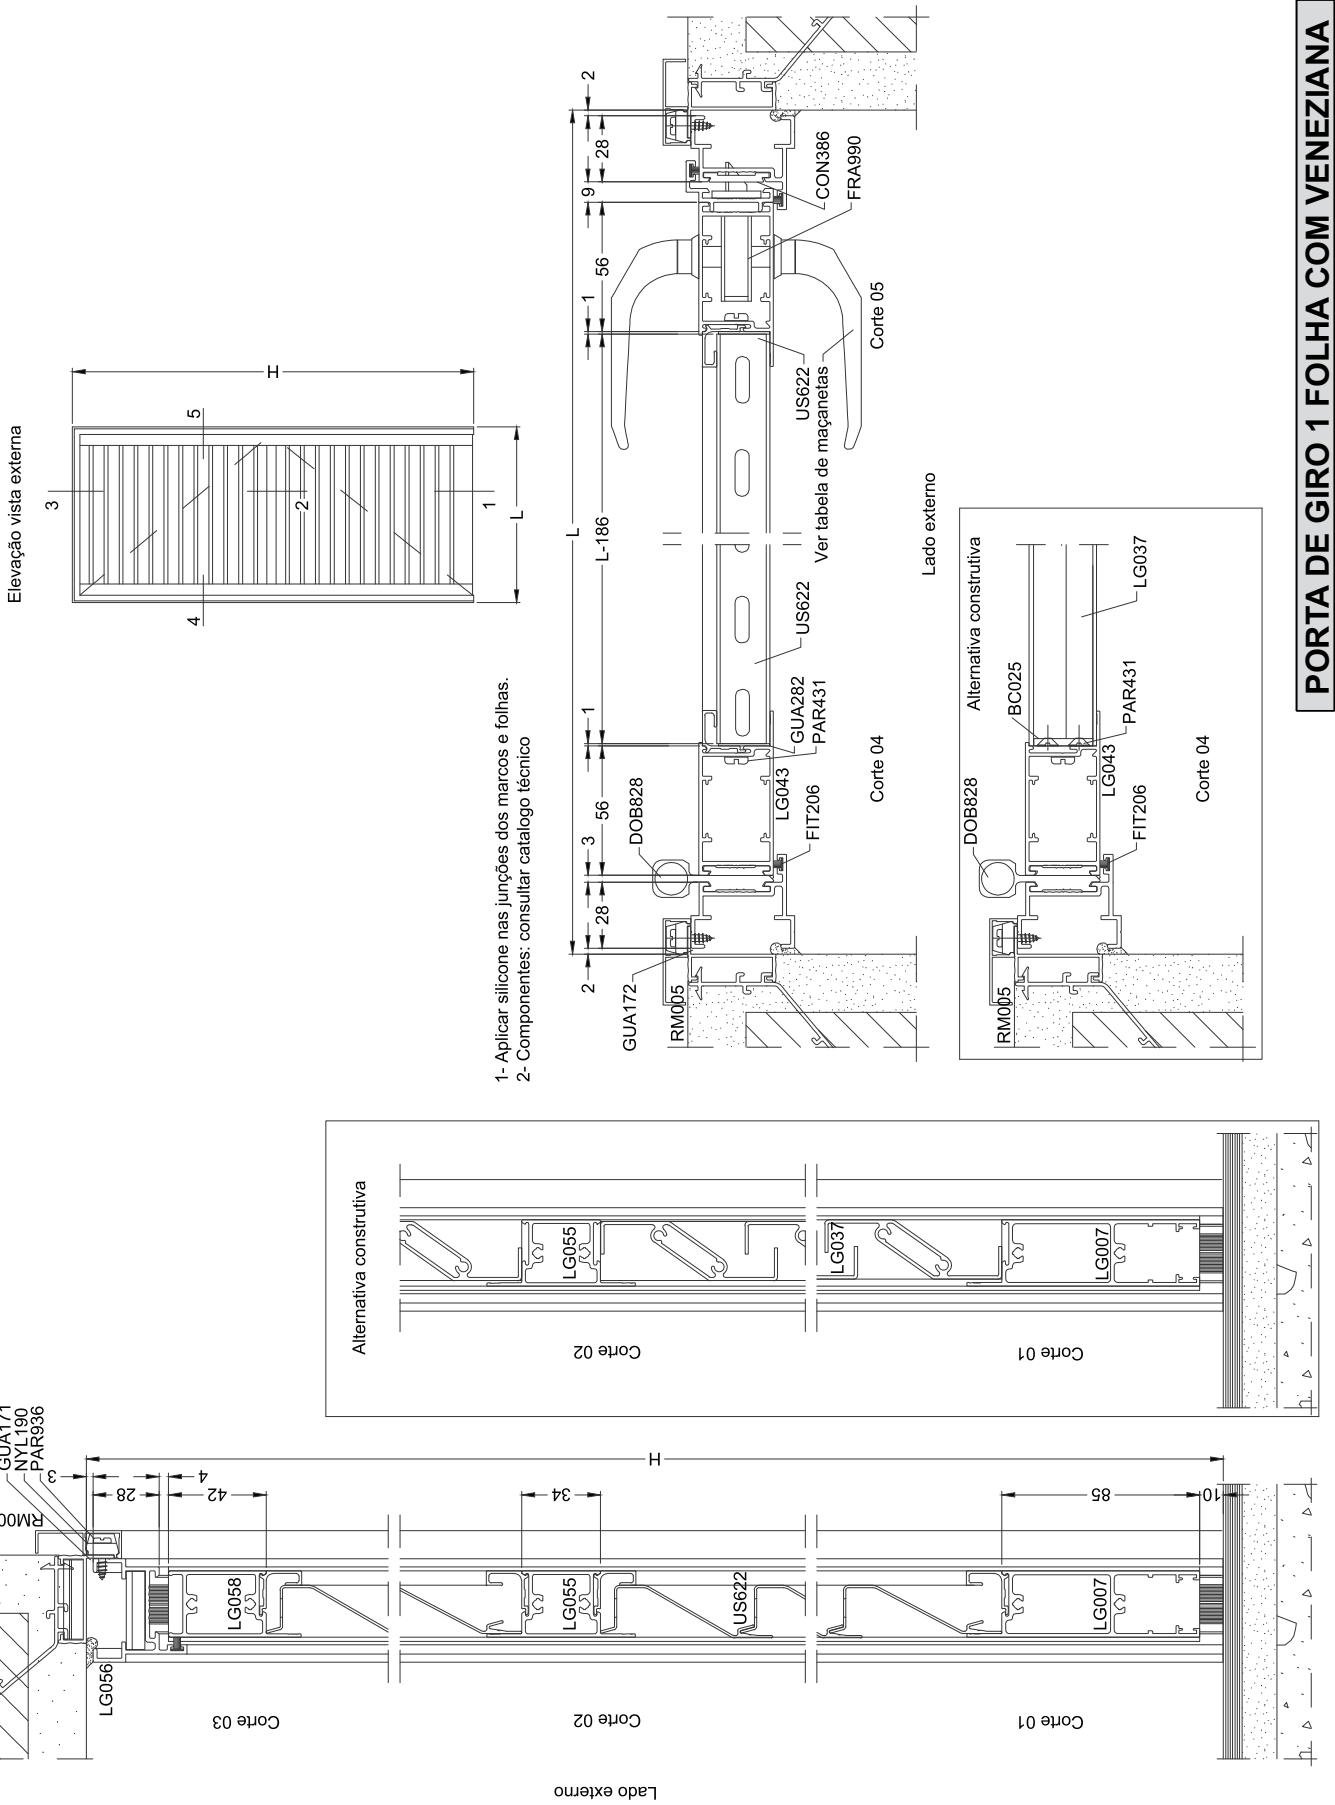 PORTA DE GIRO 1 FOLHA COM VENEZIANA
Elevação vista externa
H
L
3
5
2
4
1
1- Aplicar silicone nas junções dos marcos e folhas.
2- Componentes: consultar catalogo técnico
L
2
28
3
56
1
L-186
1
56
9
28
2
GUA172
RM005
DOB828
FIT206
LG043
GUA282
PAR431
US622
US622
Ver tabela de maçanetas
CON386
FRA990
Corte 04
Corte 05
Lado externo
Alternativa construtiva
RM005
DOB828
BC025
LG043
PAR431
FIT206
LG037
Corte 04
Alternativa construtiva
LG055
LG037
LG007
Corte 02
Corte 01
GUA171
NYL190
PAR936
3
28
4
42
34
85
10
H
LG056
LG058
LG055
US622
LG007
Corte 03
Corte 02
Corte 01
Lado externo